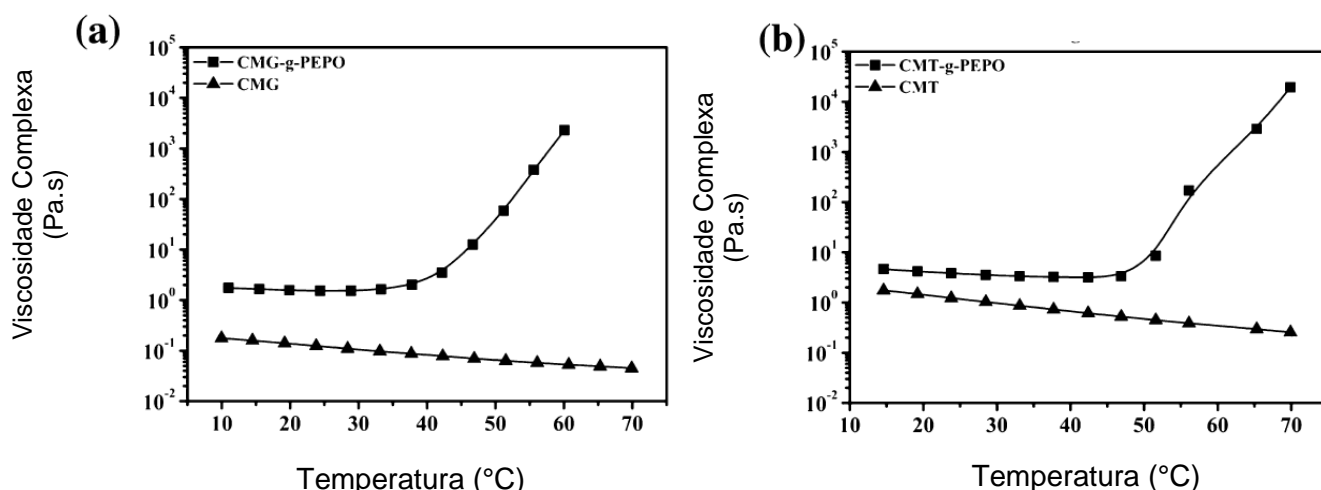 (a)
Viscosidade Complexa
(Pa.s)
10^5
10^4
10^3
10^2
10^1
10^0
10^-1
10^-2
CMG-g-PEPO
CMG
10 20 30 40 50 60 70
Temperatura (°C)
(b)
Viscosidade Complexa
(Pa.s)
10^5
10^4
10^3
10^2
10^1
10^0
10^-1
10^-2
CMT-g-PEPO
CMT
10 20 30 40 50 60 70
Temperatura (°C)